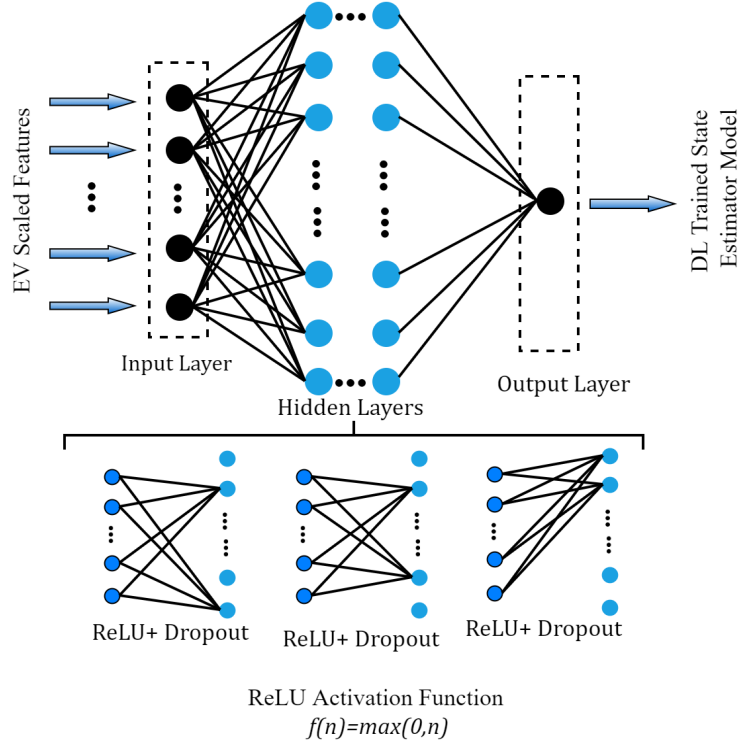 EV Scaled Features
Input Layer
Hidden Layers
Output Layer
DL Trained State
Estimator Model
ReLU+ Dropout
ReLU+ Dropout
ReLU+ Dropout
ReLU Activation Function
f(n)=max(0,n)